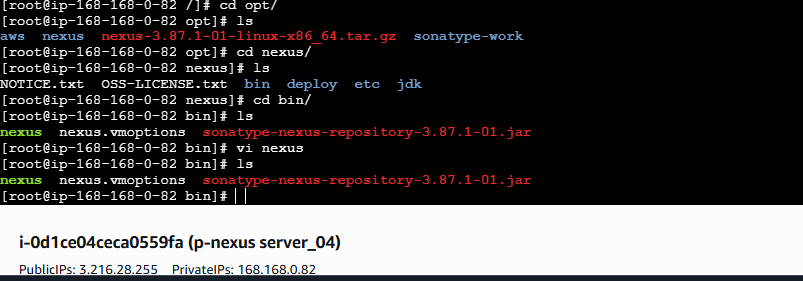 [root@ip-168-168-0-82 /]# cd opt/
[root@ip-168-168-0-82 opt]# ls
aws nexus nexus-3.87.1-01-linux-x86_64.tar.gz sonatype-work
[root@ip-168-168-0-82 opt]# cd nexus/
[root@ip-168-168-0-82 nexus]# ls
NOTICE.txt OSS-LICENSE.txt bin deploy etc jdk
[root@ip-168-168-0-82 nexus]# cd bin/
[root@ip-168-168-0-82 bin]# ls
nexus nexus.vmoptions sonatype-nexus-repository-3.87.1-01.jar
[root@ip-168-168-0-82 bin]# vi nexus
[root@ip-168-168-0-82 bin]# ls
nexus nexus.vmoptions sonatype-nexus-repository-3.87.1-01.jar
[root@ip-168-168-0-82 bin]#
i-0d1ce04ceca0559fa (p-nexus server_04)
PublicIPs: 3.216.28.255 PrivateIPs: 168.168.0.82